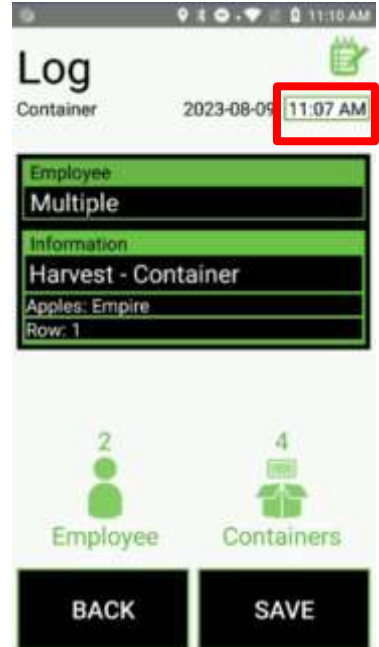 11:10 AM
Log
Container 2023-08-09 11:07 AM
Employee
Multiple
Information
Harvest - Container
Apples: Empire
Row: 1
2 4
Employee Containers
BACK SAVE